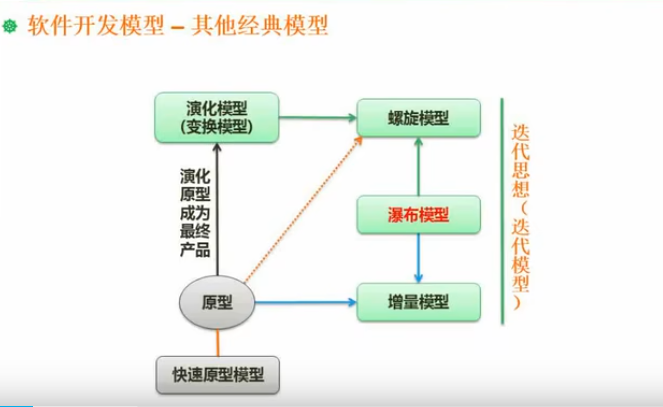 软件开发模型 – 其他经典模型
演化模型
(变换模型)
螺旋模型
演化
原型
成为
最终
产品
瀑布模型
原型
增量模型
快速原型模型
迭代思想(迭代模型)